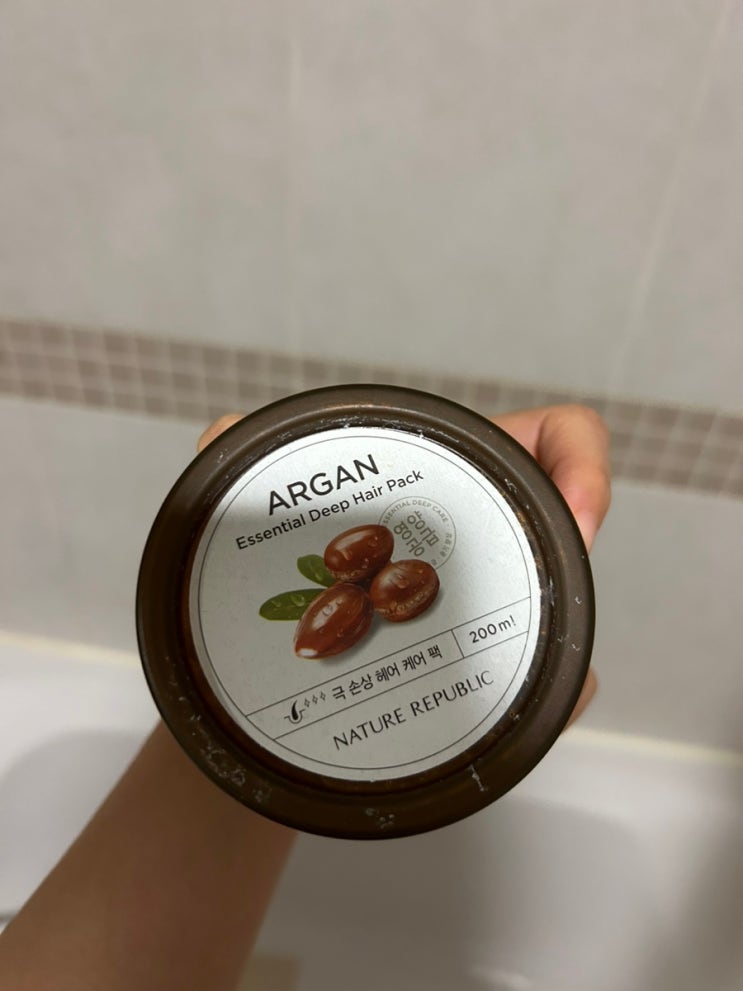 ARGAN
Essential Deep Hair Pack
ESSENTIAL DEEP CARE
극 손상 헤어 케어 팩
200ml
NATURE REPUBLIC